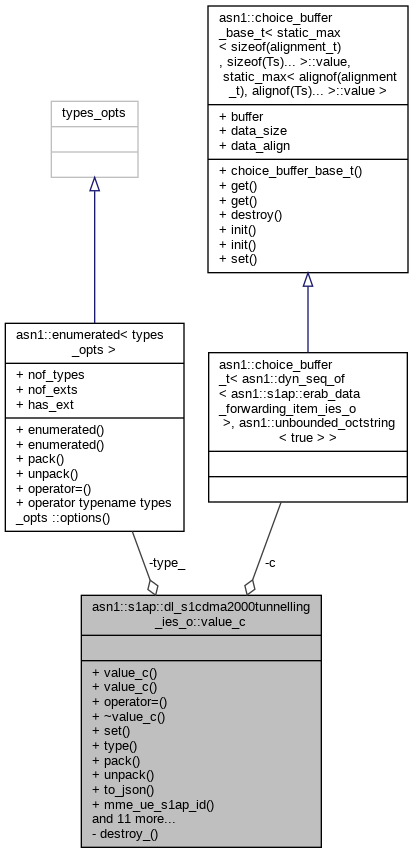 types_opts
asn1::choice_buffer
_base_t< static_max
< sizeof(alignment_t)
, sizeof(Ts)... >::value,
static_max< alignof(alignment
_t), alignof(Ts)... >::value >
+ buffer
+ data_size
+ data_align
+ choice_buffer_base_t()
+ get()
+ get()
+ destroy()
+ init()
+ init()
+ set()
asn1::enumerated< types
_opts >
+ nof_types
+ nof_exts
+ has_ext
+ enumerated()
+ enumerated()
+ pack()
+ unpack()
+ operator=()
+ operator typename types
_opts ::options()
asn1::choice_buffer
_t< asn1::dyn_seq_of
< asn1::s1ap::erab_data
_forwarding_item_ies_o
>, asn1::unbounded_octstring
< true > >
-type_
-c
asn1::s1ap::dl_s1cdma2000tunnelling
_ies_o::value_c
+ value_c()
+ value_c()
+ operator=()
+ ~value_c()
+ set()
+ type()
+ pack()
+ unpack()
+ to_json()
+ mme_ue_s1ap_id()
and 11 more...
- destroy_()